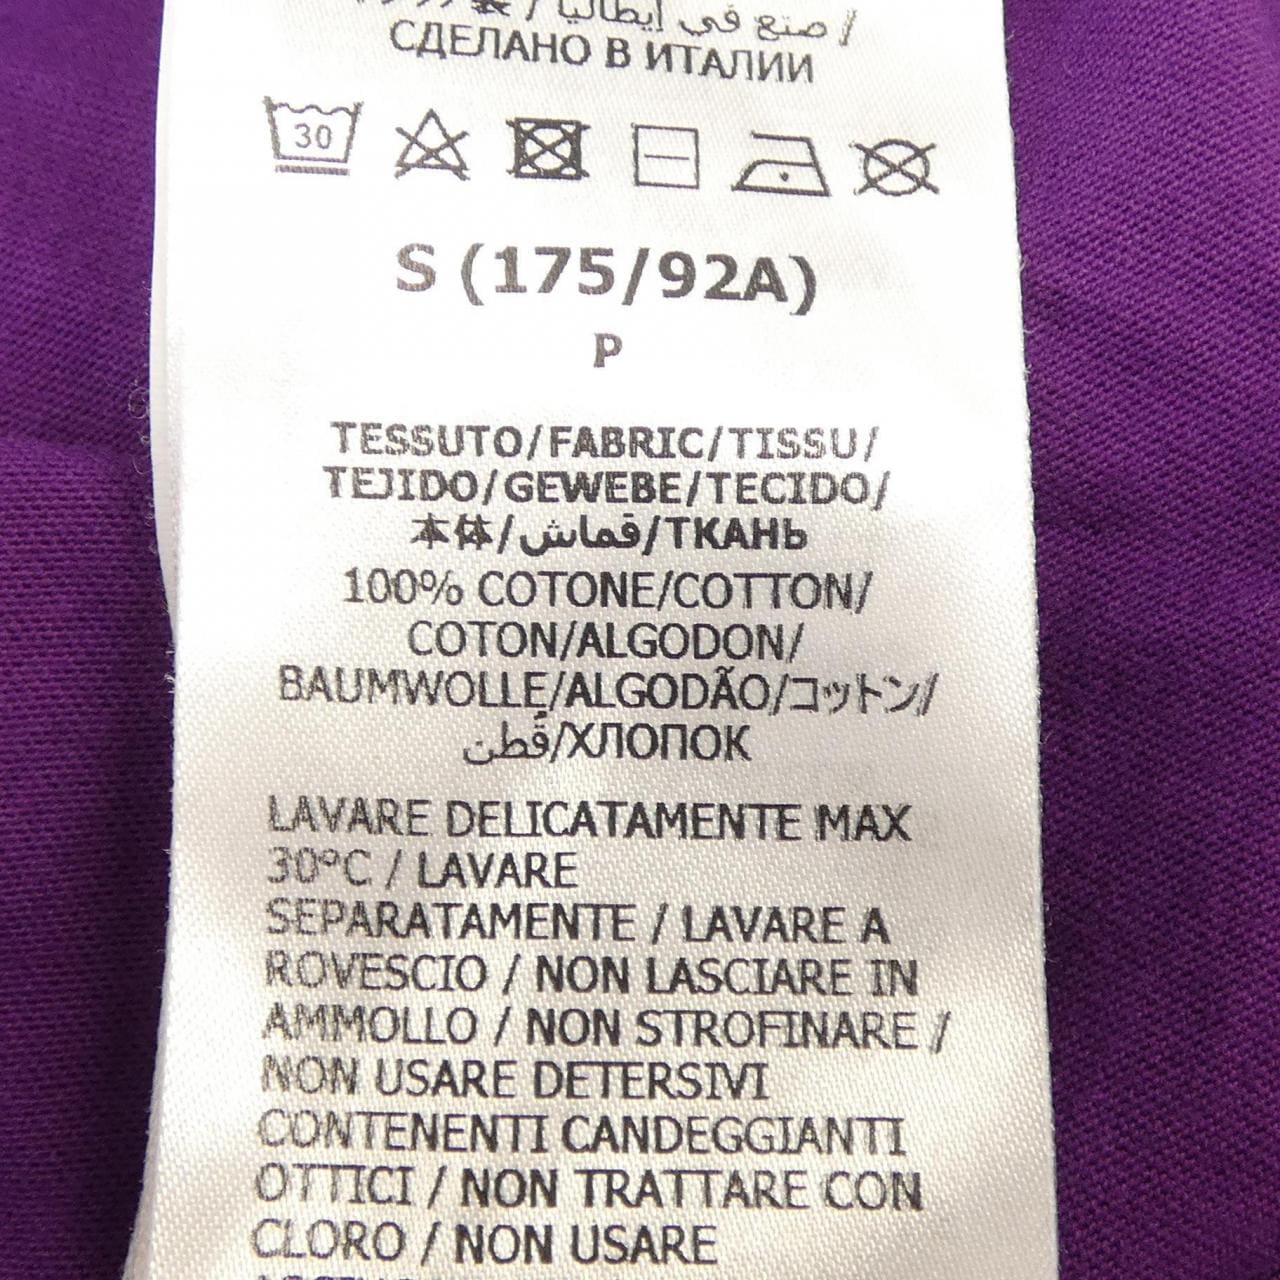 / صنع في إيطاليا /
СДЕЛАНО В ИТАЛИИ
30
S (175/92A)
P
TESSUTO/FABRIC/TISSU/
TEJIDO/GEWEBE/TECIDO/
本体/قماش/ТКАНЬ
100% COTONE/COTTON/
COTON/ALGODON/
BAUMWOLLE/ALGODÃO/コットン/
قُطن/ХЛОПОК
LAVARE DELICATAMENTE MAX
30°C / LAVARE
SEPARATAMENTE / LAVARE A
ROVESCIO / NON LASCIARE IN
AMMOLLO / NON STROFINARE /
NON USARE DETERSIVI
CONTENENTI CANDEGGIANTI
OTTICI / NON TRATTARE CON
CLORO / NON USARE